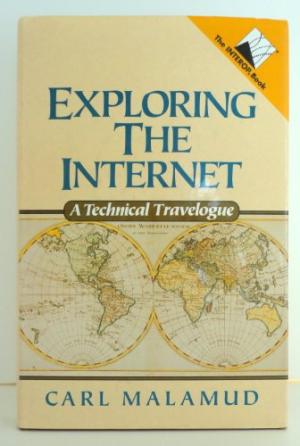 The INTEROP Book
EXPLORING
THE
INTERNET
A Technical Travelogue
CARL MALAMUD